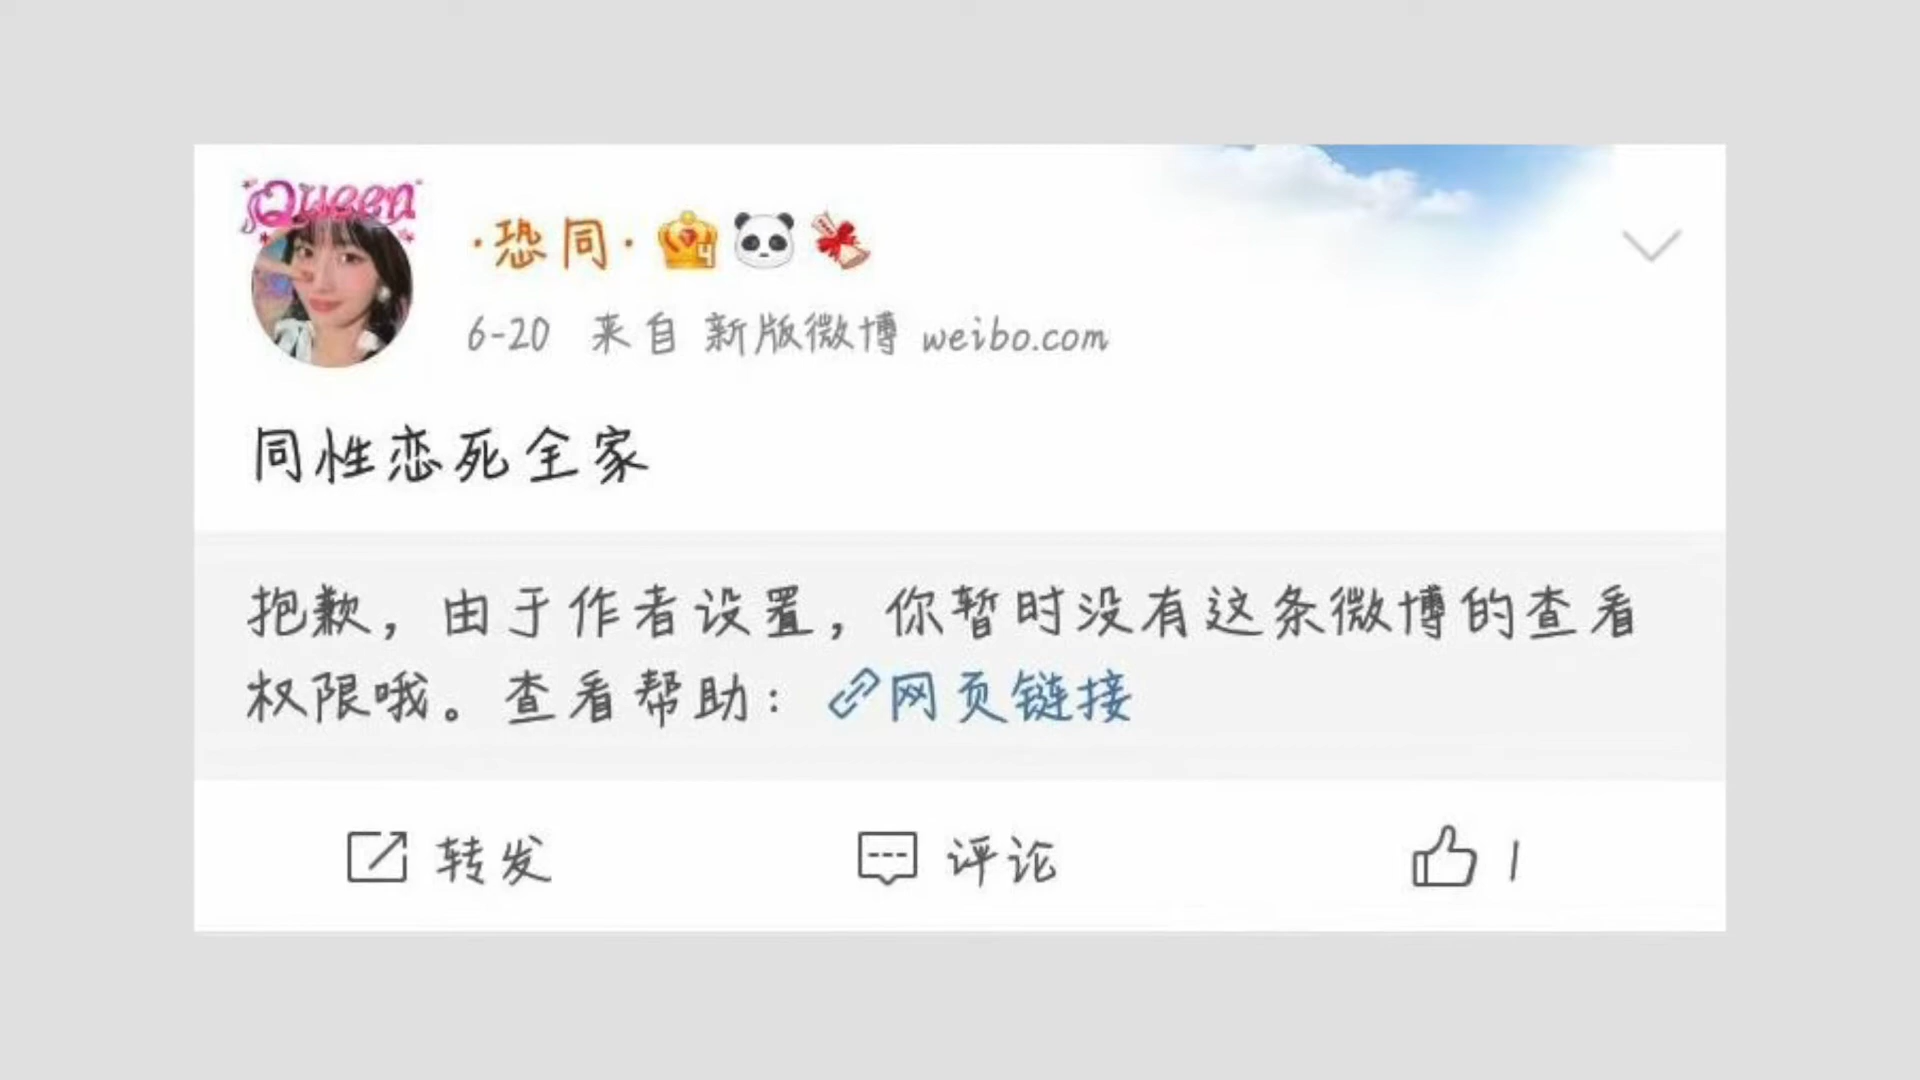 Queen
·恐同·
4
6-20 来自 新版微博 weibo.com
同性恋死全家
抱歉，由于作者设置，你暂时没有这条微博的查看
权限哦。查看帮助：网页链接
转发 评论 1